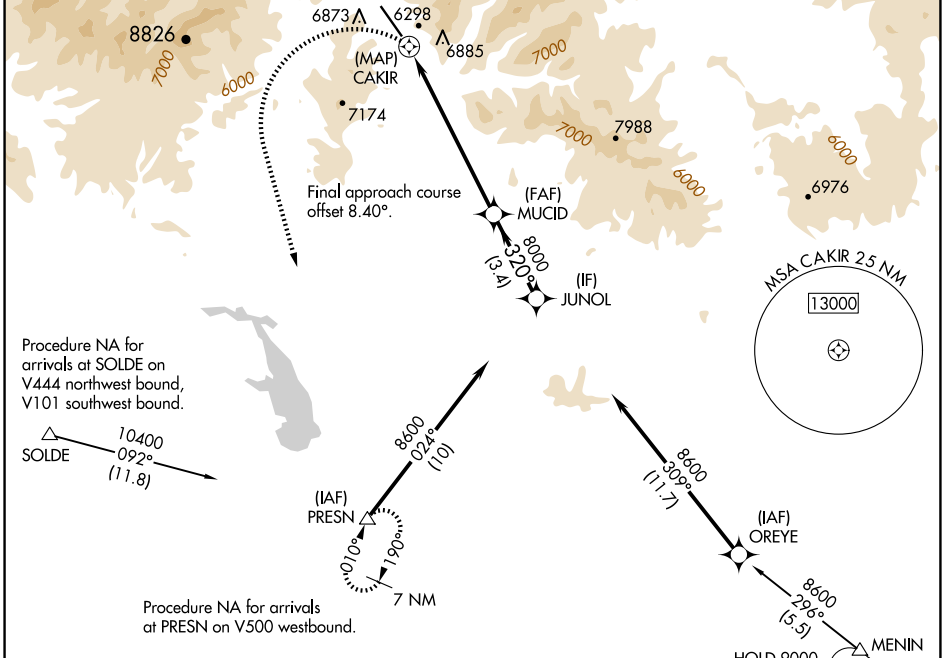 8826
7000
6000
6873
6298
6885
7000
(MAP)
CAKIR
7174
7000
7988
6000
6000
6976
Final approach course
offset 8.40°.
(FAF)
MUCID
8000
320°
(3.4)
(IF)
JUNOL
MSA CAKIR 25 NM
13000
Procedure NA for
arrivals at SOLDE on
V444 northwest bound,
V101 southwest bound.
SOLDE
10400
092°
(11.8)
8600
024°
(10)
(IAF)
PRESN
010°
190°
7 NM
Procedure NA for arrivals
at PRESN on V500 westbound.
8600
309°
(11.7)
(IAF)
OREYE
8600
296°
(5.5)
MENIN